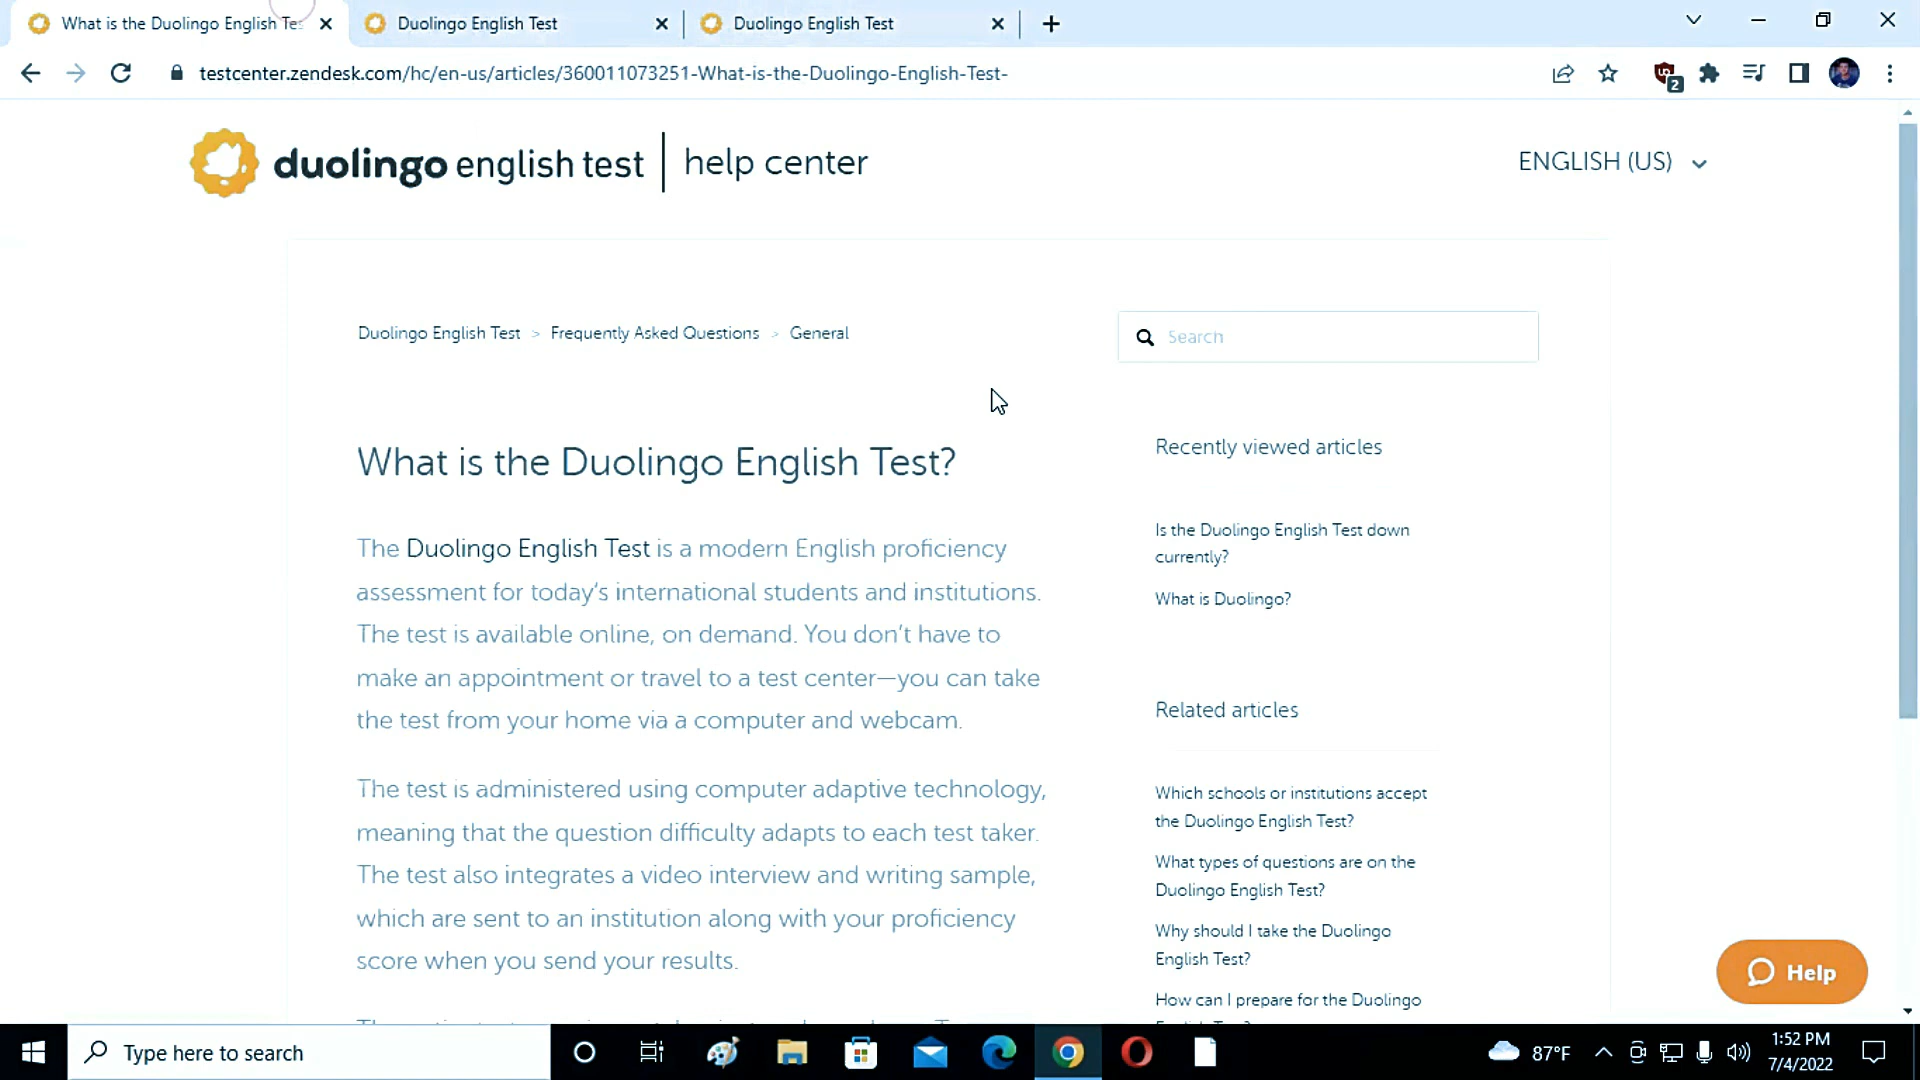 What is the Duolingo English Tes
Duolingo English Test
Duolingo English Test
testcenter.zendesk.com/hc/en-us/articles/360011073251-What-is-the-Duolingo-English-Test-
2
duolingo english test | help center
ENGLISH (US)
Duolingo English Test > Frequently Asked Questions > General
Search
What is the Duolingo English Test?
The Duolingo English Test is a modern English proficiency
assessment for today's international students and institutions.
The test is available online, on demand. You don't have to
make an appointment or travel to a test center—you can take
the test from your home via a computer and webcam.
The test is administered using computer adaptive technology,
meaning that the question difficulty adapts to each test taker.
The test also integrates a video interview and writing sample,
which are sent to an institution along with your proficiency
score when you send your results.
Recently viewed articles
Is the Duolingo English Test down
currently?
What is Duolingo?
Related articles
Which schools or institutions accept
the Duolingo English Test?
What types of questions are on the
Duolingo English Test?
Why should I take the Duolingo
English Test?
How can I prepare for the Duolingo
Help
Type here to search
87°F
1:52 PM
7/4/2022